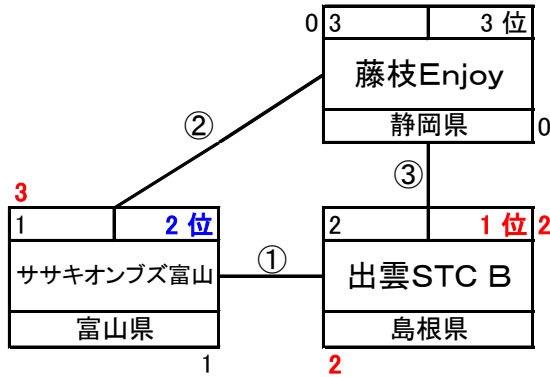 0 3 3 位
藤枝Enjoy
静岡県 0
②
③
3
1 2 位
ササキオンブズ富山
富山県
1
①
2 1 位 2
出雲STC B
島根県
2